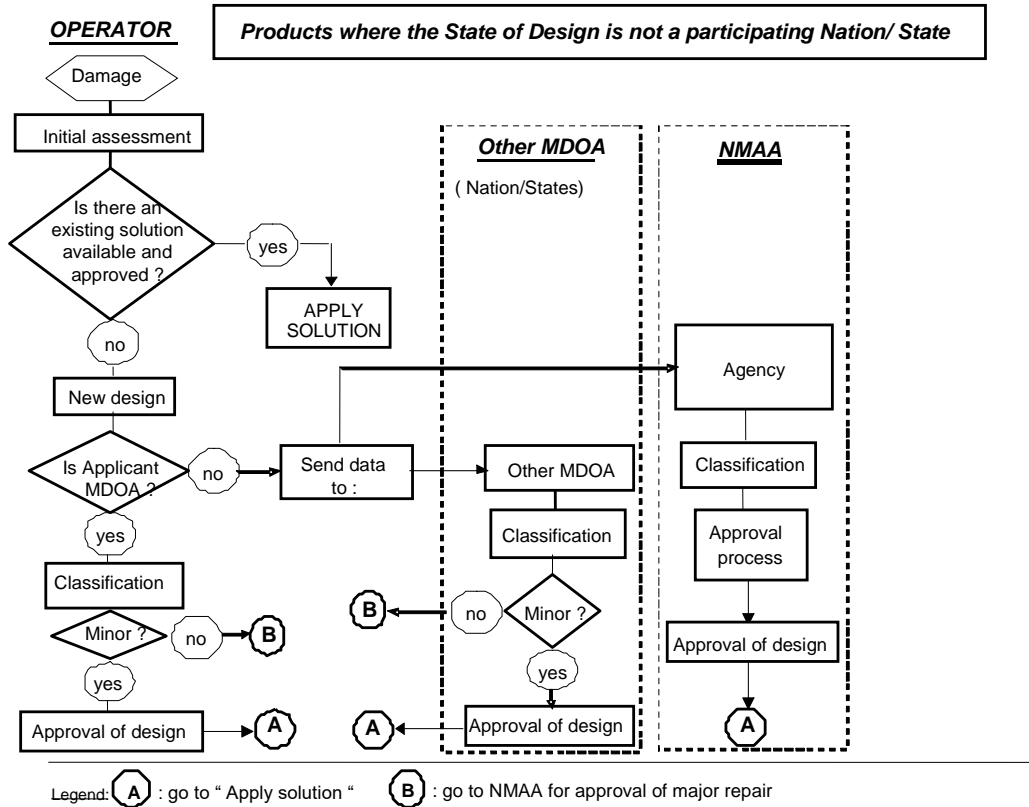 OPERATOR
Products where the State of Design is not a participating Nation/ State
Damage
Initial assessment
Is there an
existing solution
available and
approved ?
yes
APPLY
SOLUTION
no
New design
Is Applicant
MDOA ?
no
Send data
to :
yes
Classification
Minor ?
no
B
yes
Approval of design
A
Other MDOA
( Nation/States)
Other MDOA
Classification
Minor ?
no
B
yes
Approval of design
A
NMAA
Agency
Classification
Approval
process
Approval of design
A
Legend: A : go to “ Apply solution “ B : go to NMAA for approval of major repair